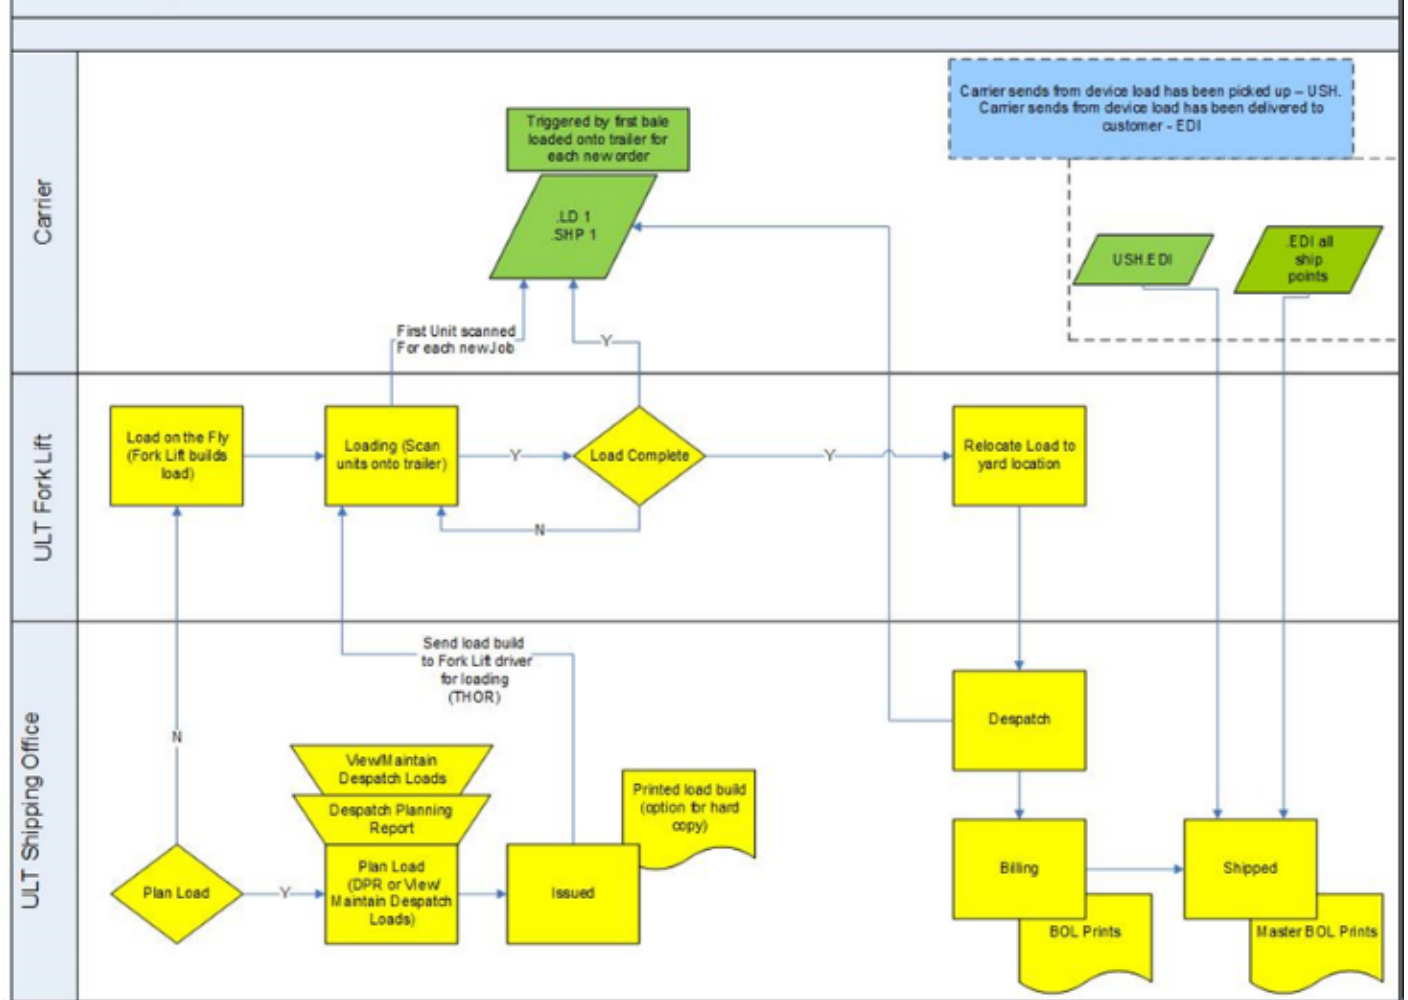 Carrier
Carrier sends from device load has been picked up – USH.
Carrier sends from device load has been delivered to
customer - EDI
Triggered by first bale
loaded onto trailer for
each new order
.LD 1
.SHP 1
USH.EDI
.EDI all
ship
points
First Unit scanned
For each new Job
Y
ULT Fork Lift
Load on the Fly
(Fork Lift builds
load)
Loading (Scan
units onto trailer)
Y
Load Complete
Y
Relocate Load to
yard location
N
ULT Shipping Office
Send load build
to Fork Lift driver
for loading
(THOR)
N
View/Maintain
Despatch Loads
Despatch Planning
Report
Printed load build
(option for hard
copy)
Despatch
Plan Load
Y
Plan Load
(DPR or View/
Maintain Despatch
Loads)
Issued
Billing
Shipped
BOL Prints
Master BOL Prints